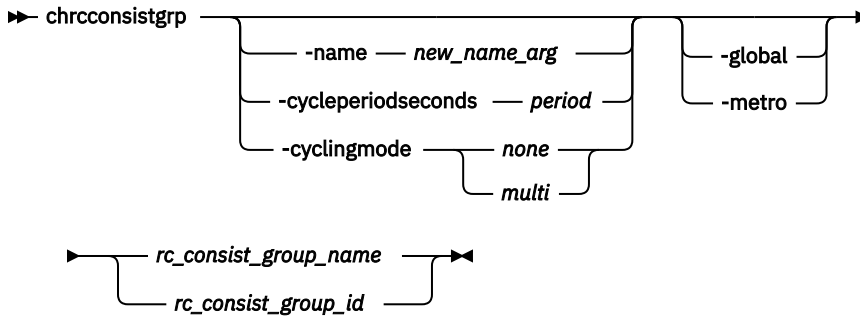 chrcconsistgrp
-name new_name_arg
-cycleperiodseconds period
-cyclingmode none
multi
-global
-metro
rc_consist_group_name
rc_consist_group_id